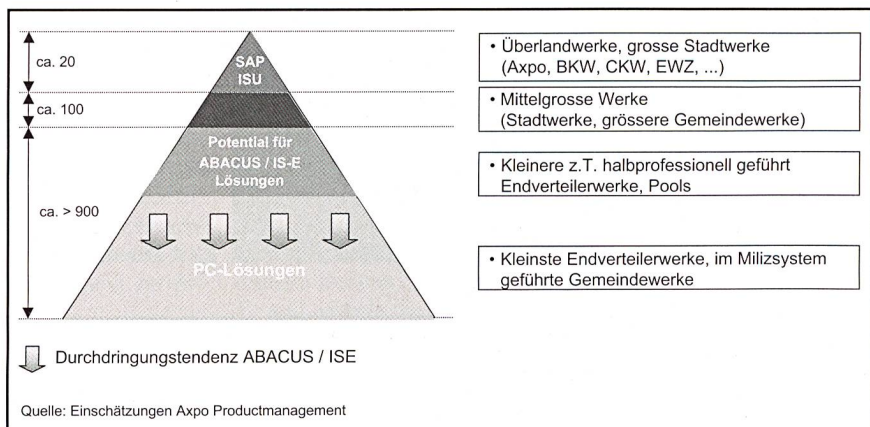 ca. 20
SAP
ISU
• Überlandwerke, grosse Stadtwerke
(Axpo, BKW, CKW, EWZ, ...)
ca. 100
• Mittelgrosse Werke
(Stadtwerke, grössere Gemeindewerke)
Potential für
ABACUS / IS-E
Lösungen
• Kleinere z.T. halbprofessionell geführt
Endverteilerwerke, Pools
ca. > 900
PC-Lösungen
• Kleinste Endverteilerwerke, im Milizsystem
geführte Gemeindewerke
Durchdringungstendenz ABACUS / ISE
Quelle: Einschätzungen Axpo Productmanagement